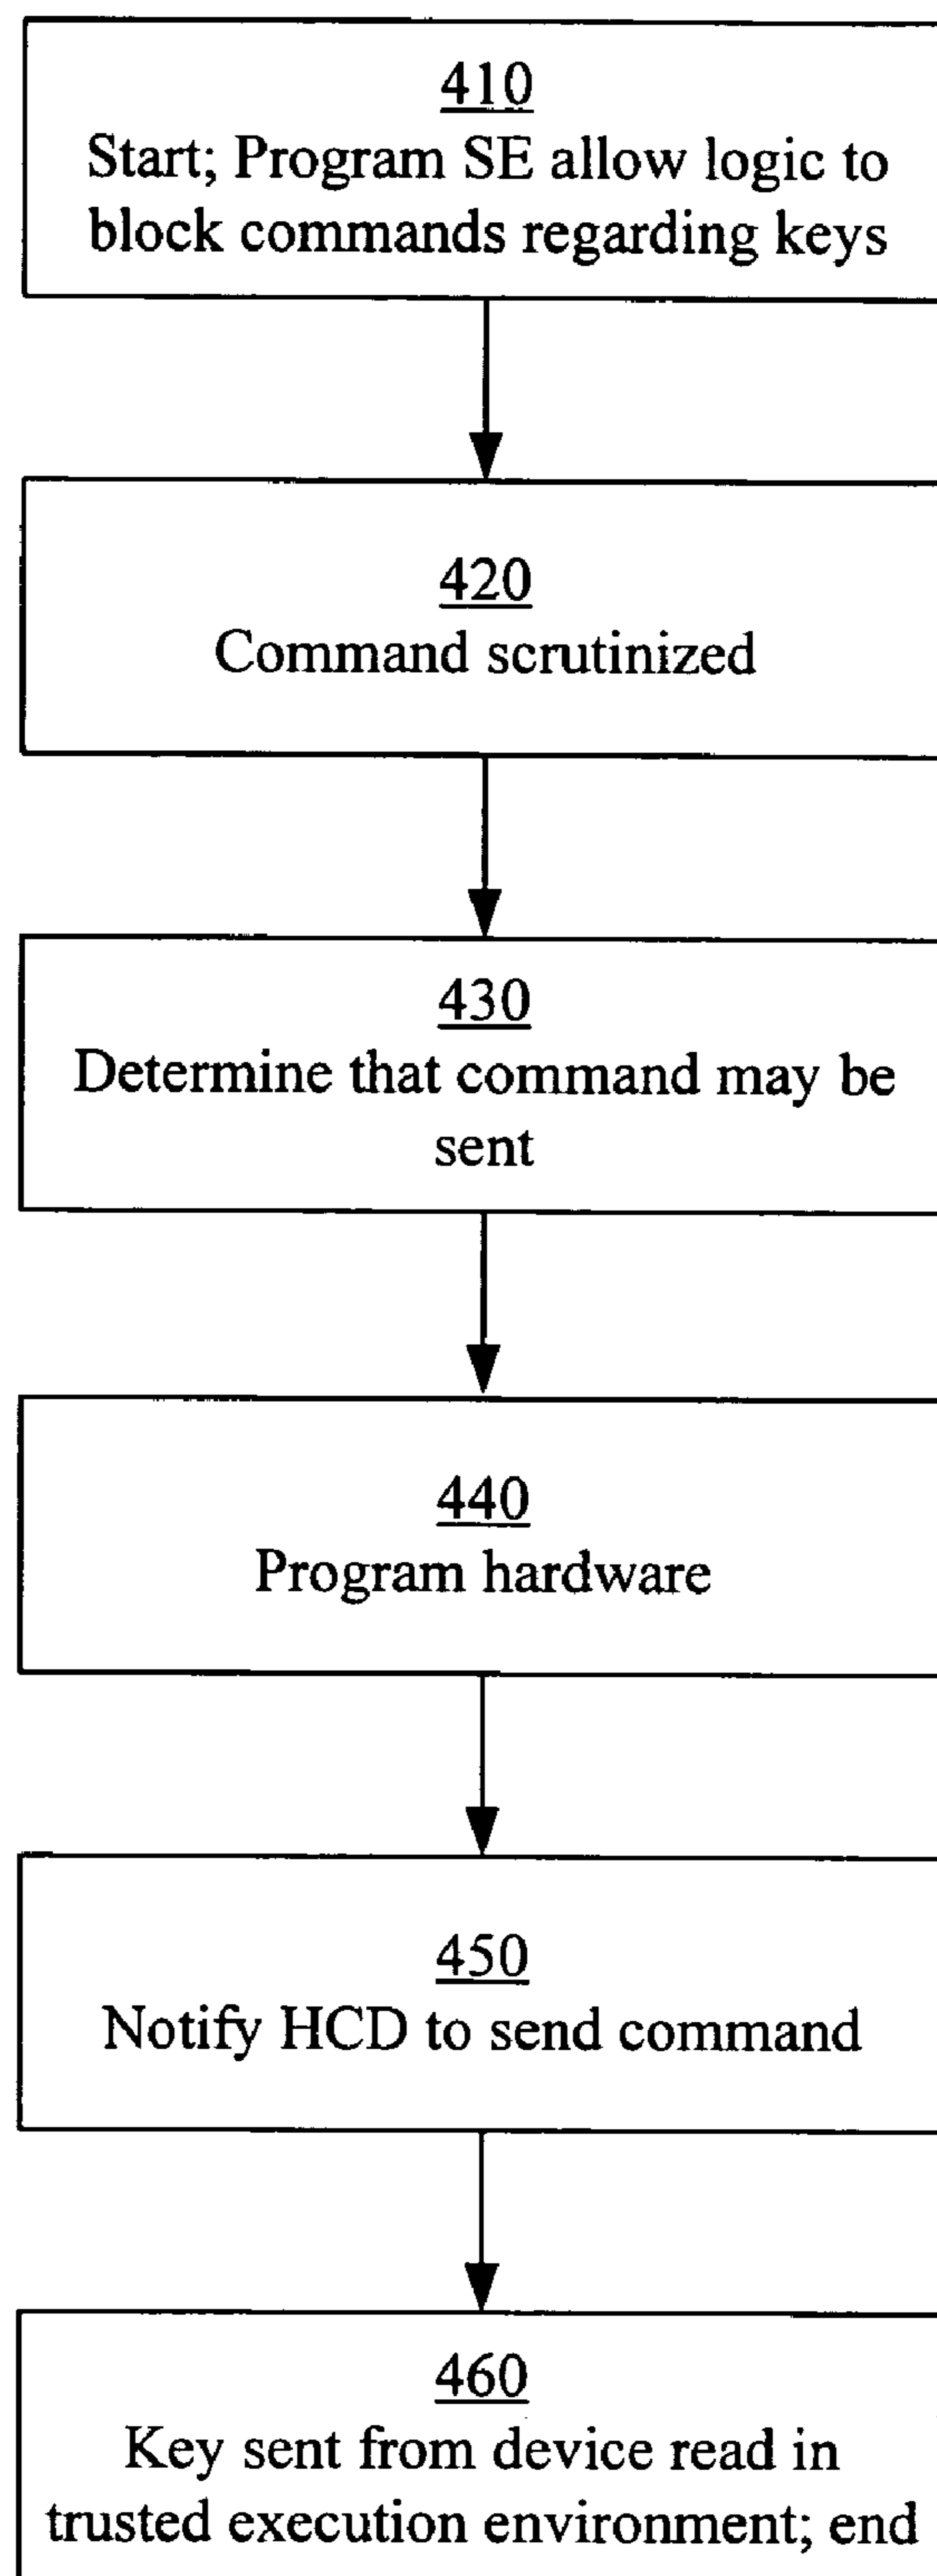 410
Start; Program SE allow logic to
block commands regarding keys
420
Command scrutinized
430
Determine that command may be
sent
440
Program hardware
450
Notify HCD to send command
460
Key sent from device read in
trusted execution environment; end